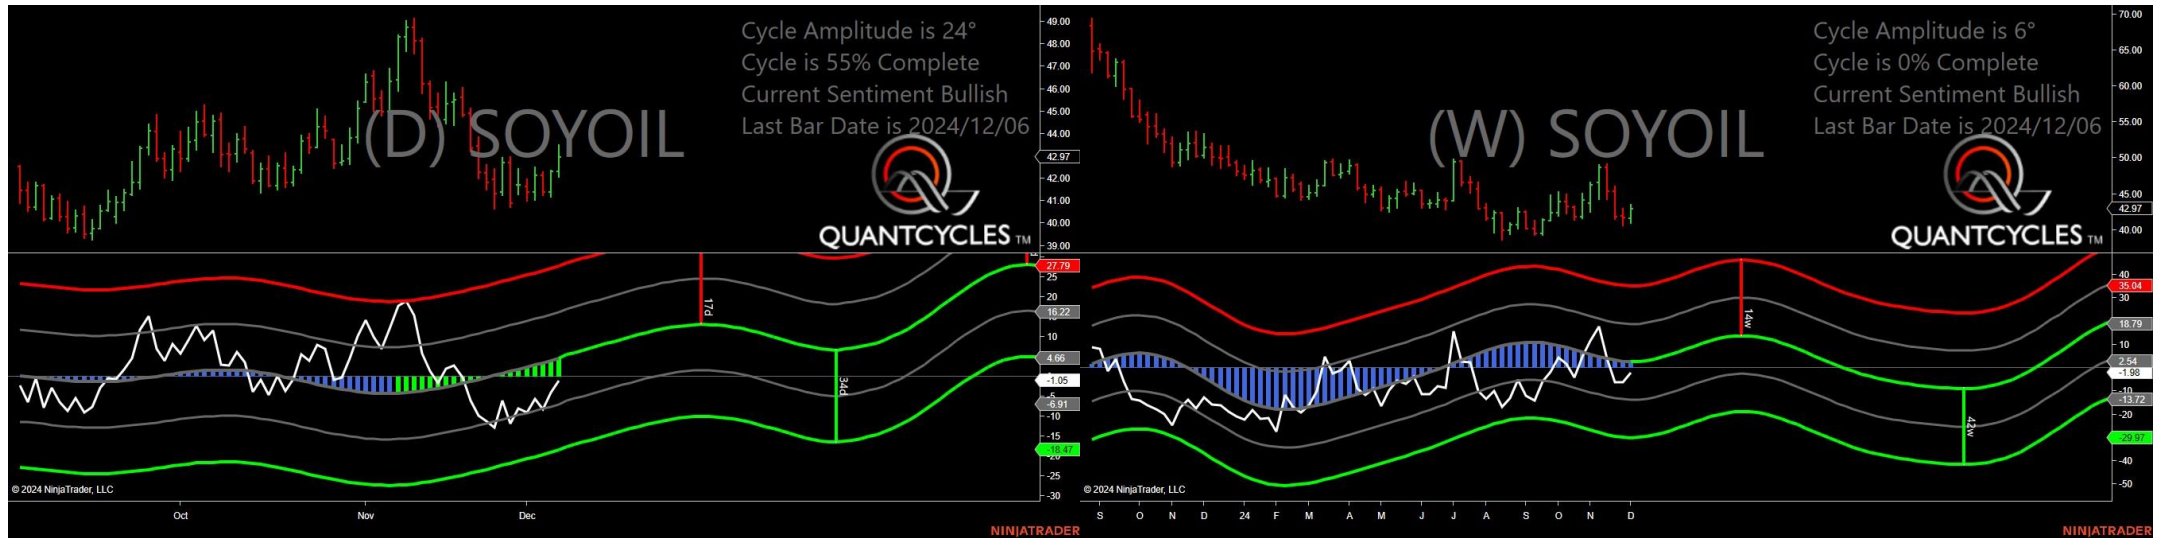 Cycle Amplitude is 24°
Cycle is 55% Complete
Current Sentiment Bullish
Last Bar Date is 2024/12/06
(D) SOYOIL
QUANTCYCLES TM
49.00
48.00
47.00
46.00
45.00
44.00
42.97
42.00
41.00
40.00
39.00
27.79
25
20
16.22
10
4.66
-1.05
-6.91
-10
-15
-18.47
-25
-30
17d
34d
© 2024 NinjaTrader, LLC
Oct Nov Dec
NINJATRADER
Cycle Amplitude is 6°
Cycle is 0% Complete
Current Sentiment Bullish
Last Bar Date is 2024/12/06
(W) SOYOIL
QUANTCYCLES TM
70.00
65.00
60.00
55.00
50.00
45.00
42.97
40.00
40
35.04
30
18.79
10
2.54
-1.98
-10
-13.72
-20
-29.97
-40
-50
14w
42w
© 2024 NinjaTrader, LLC
S O N D 24 F M A M J J A S O N D
NINJATRADER